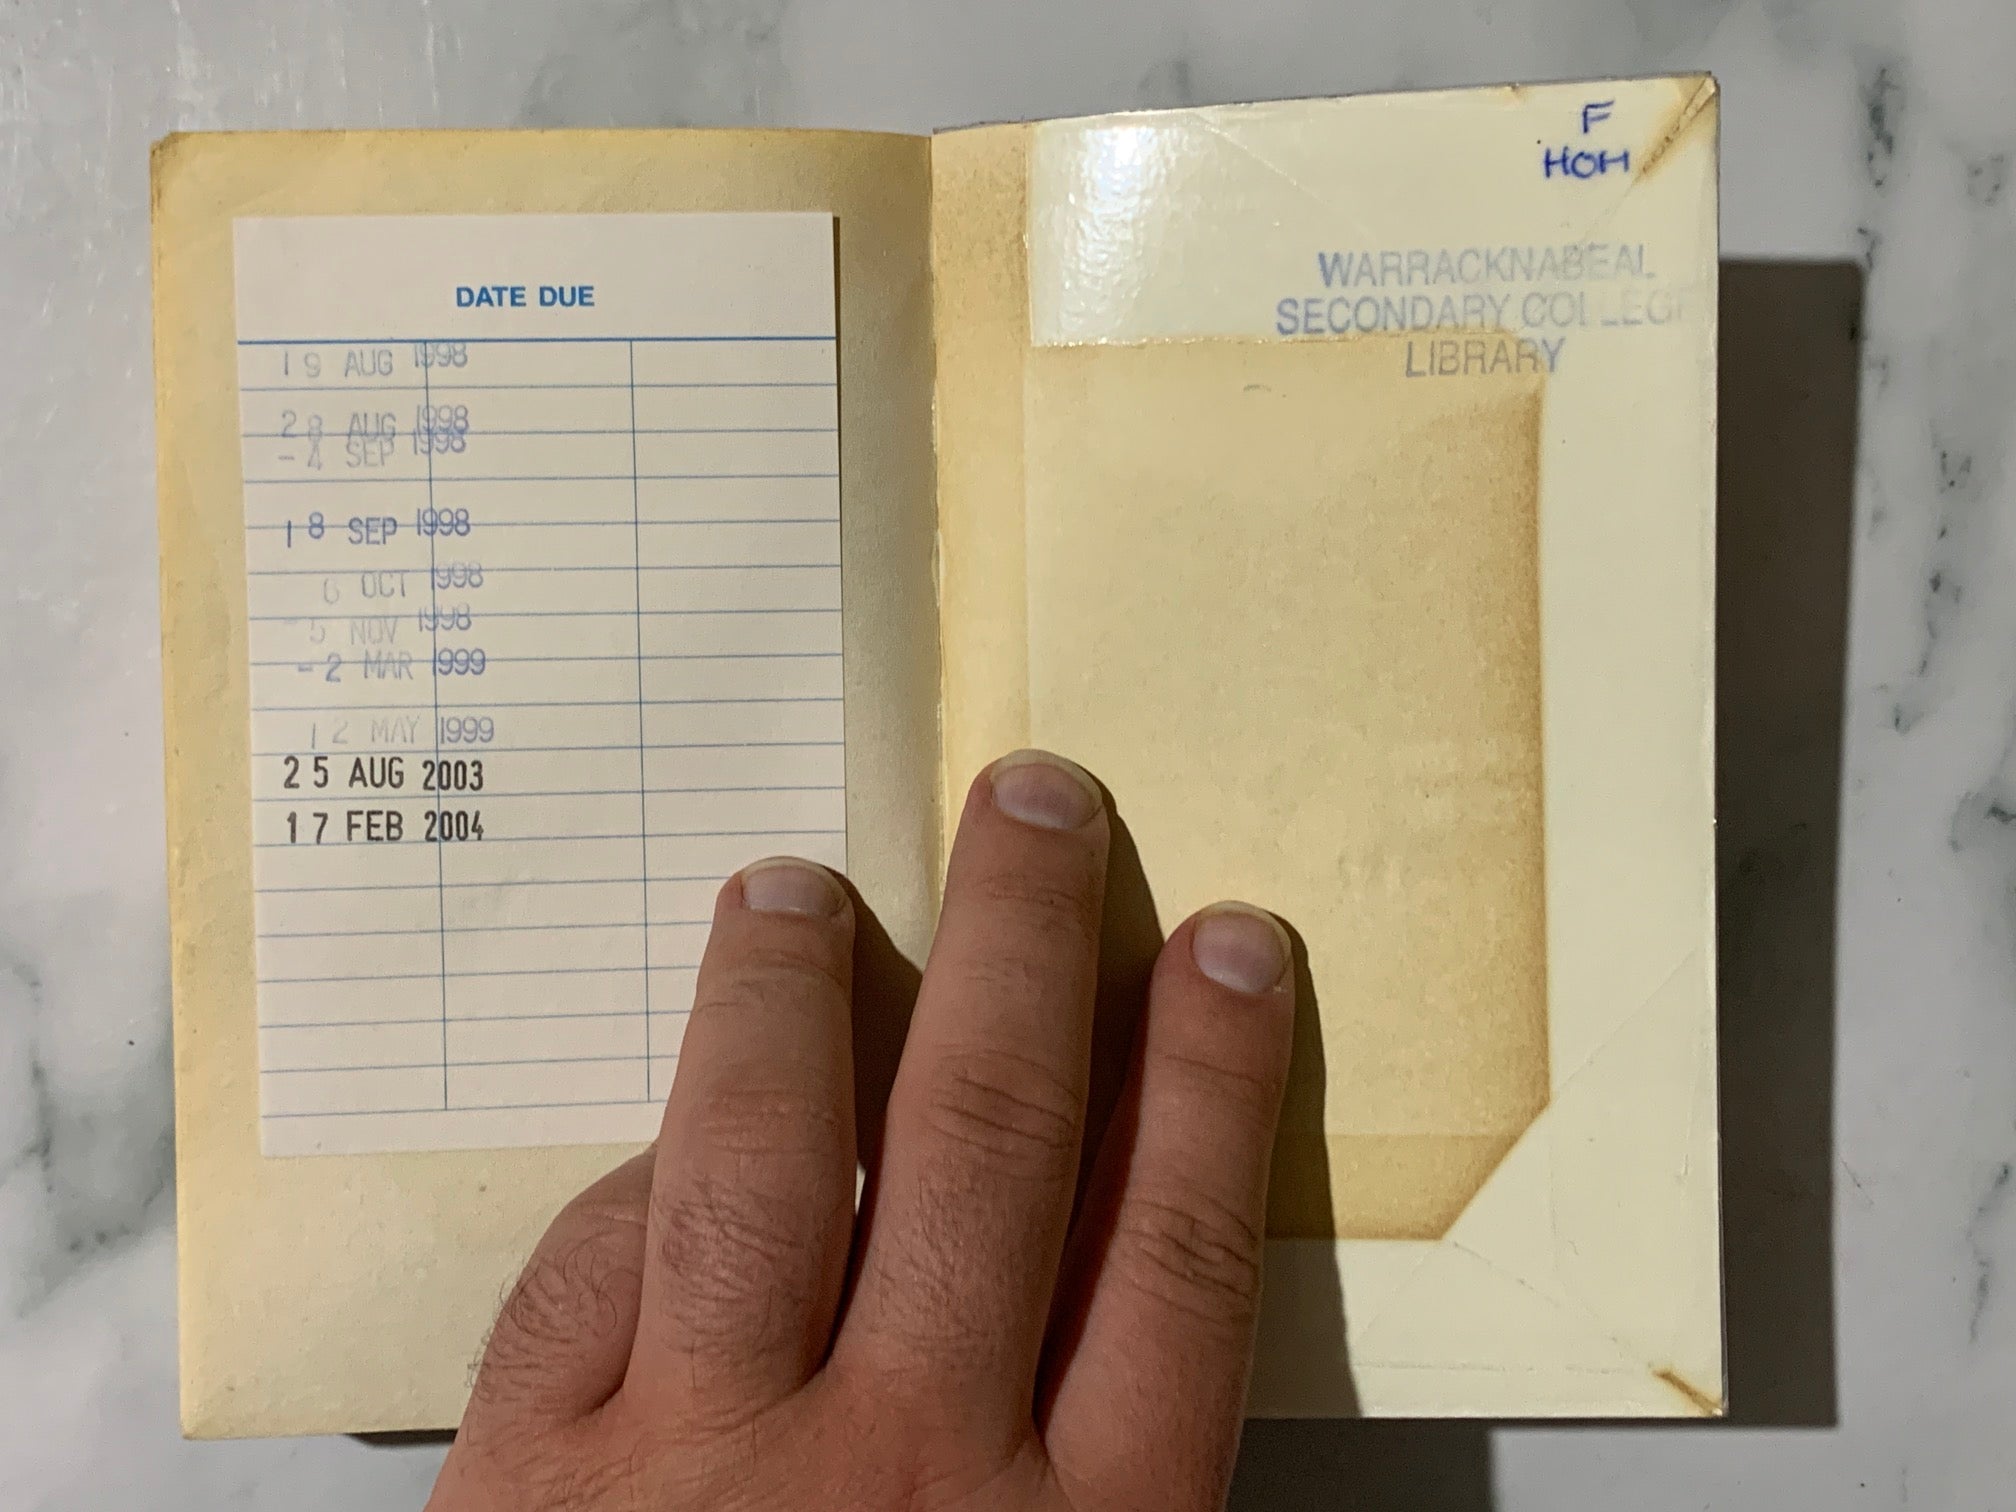 DATE DUE
19 AUG 1998
28 AUG 1998
- 4 SEP 1998
18 SEP 1998
6 OCT 1998
- 5 NOV 1998
- 2 MAR 1999
12 MAY 1999
25 AUG 2003
17 FEB 2004
F
HOH
WARRACKNABEAL
SECONDARY COLLEGE
LIBRARY